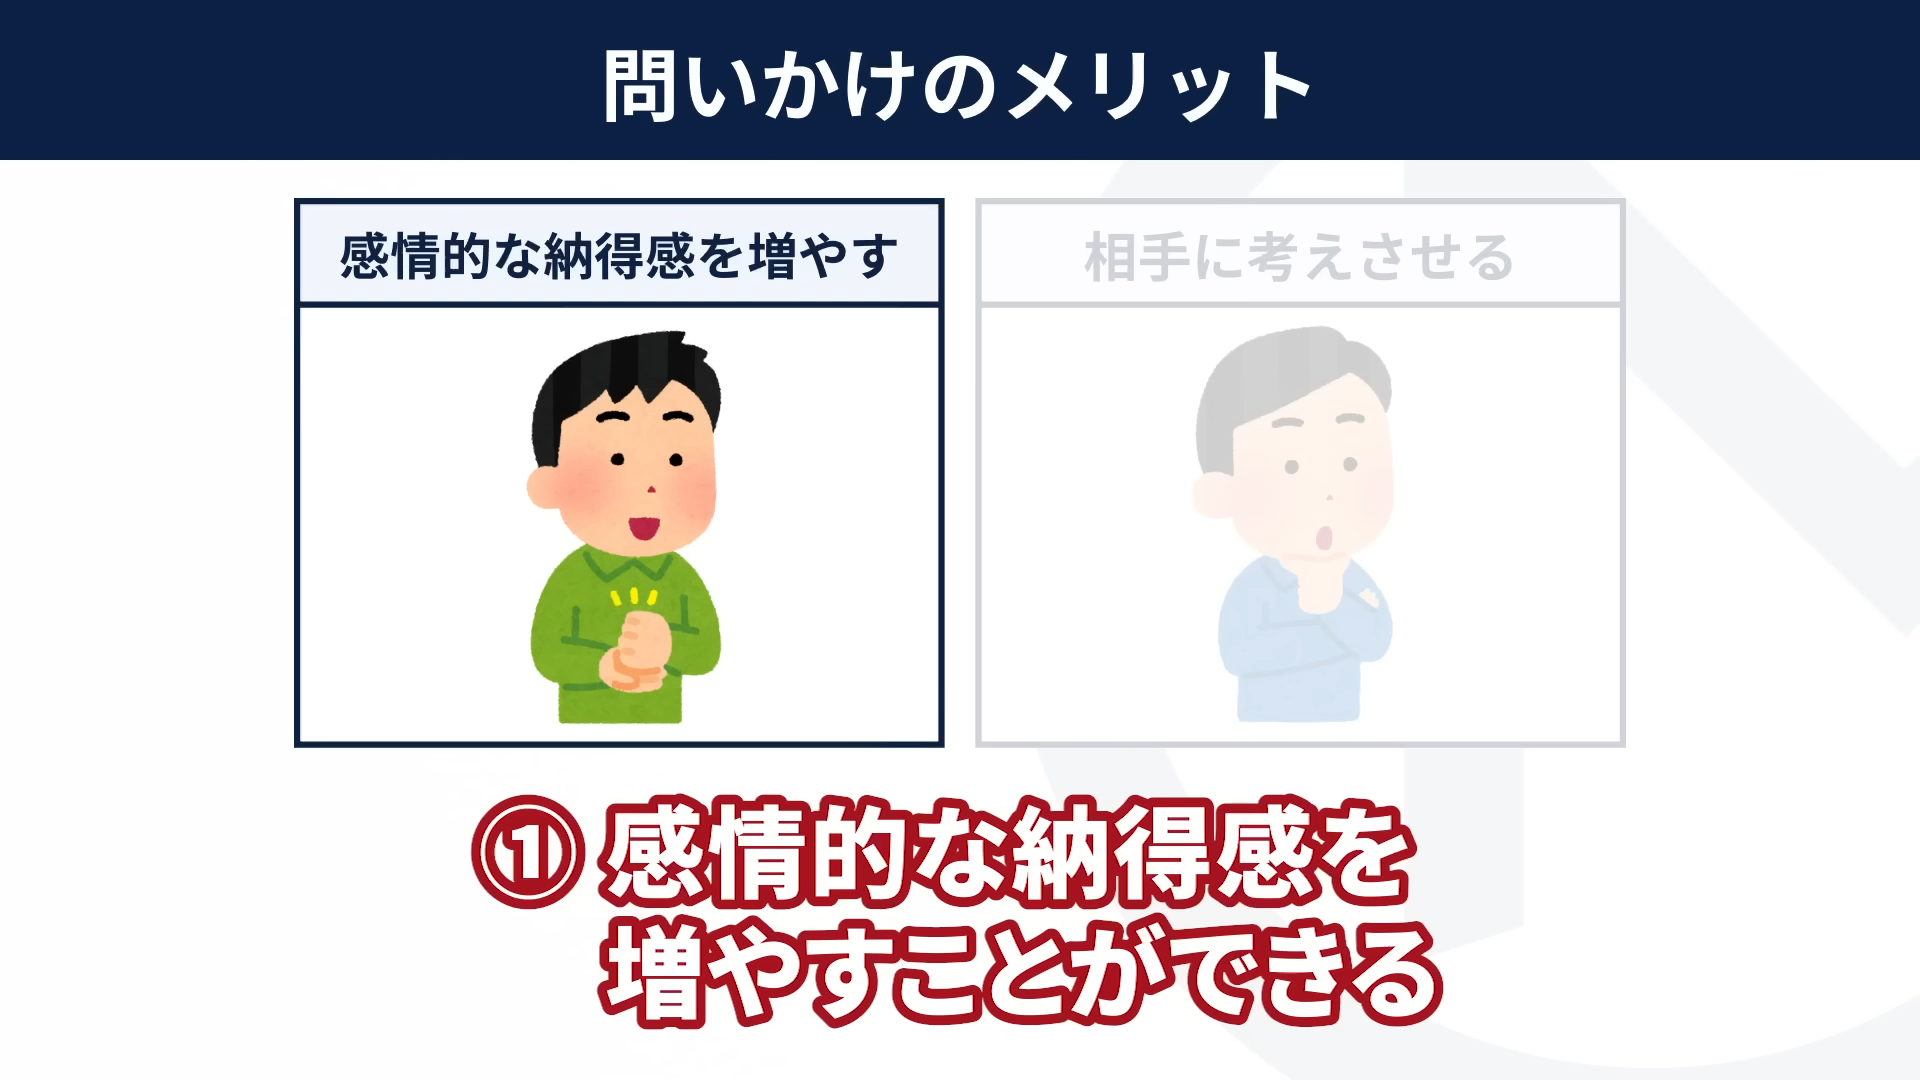 問いかけのメリット
感情的な納得感を増やす
相手に考えさせる
① 感情的な納得感を
増やすことができる